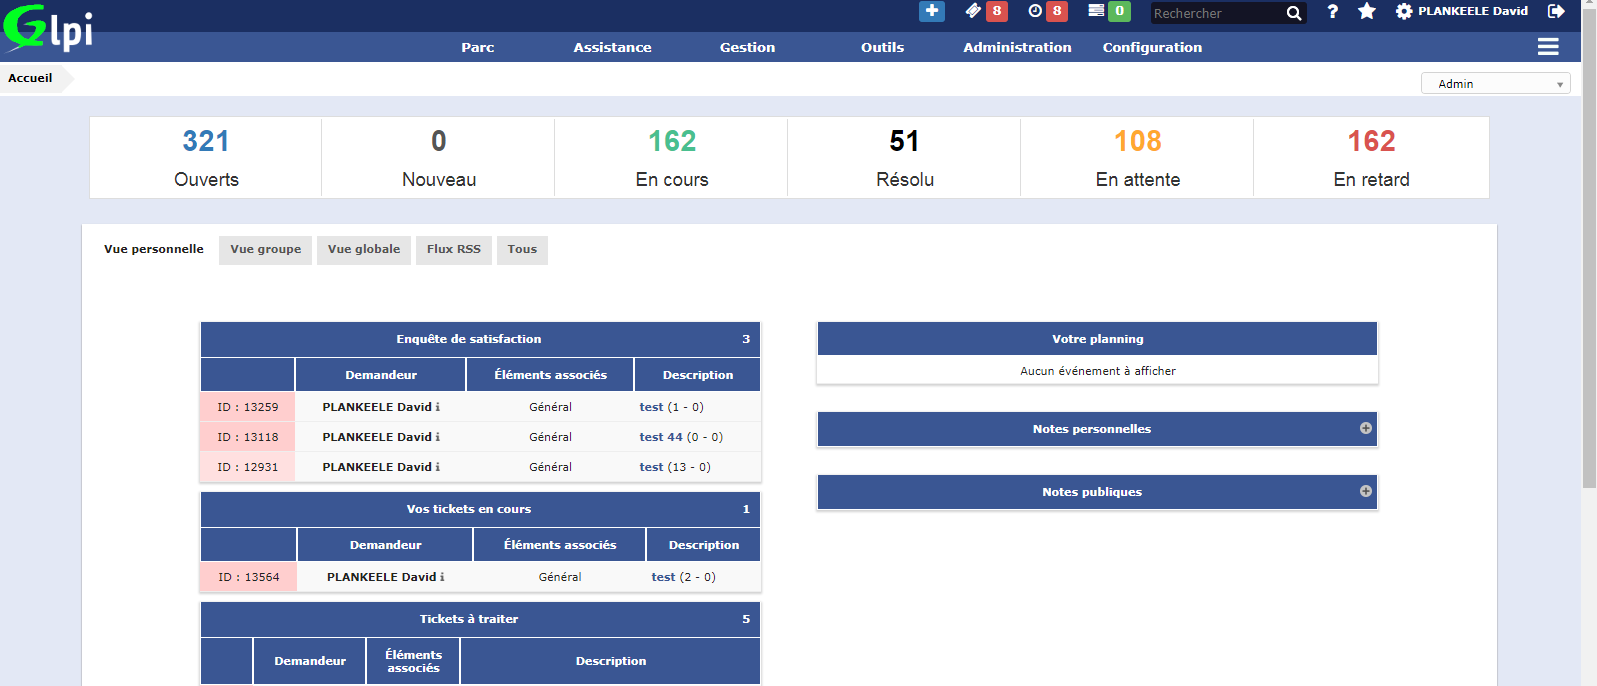 Glpi
8 8 0 Rechercher ? PLANKEELE David
Parc Assistance Gestion Outils Administration Configuration
Accueil
Admin
321 0 162 51 108 162
Ouverts Nouveau En cours Résolu En attente En retard
Vue personnelle Vue groupe Vue globale Flux RSS Tous
Enquête de satisfaction 3
Demandeur Éléments associés Description
ID : 13259 PLANKEELE David Général test (1 - 0)
ID : 13118 PLANKEELE David Général test 44 (0 - 0)
ID : 12931 PLANKEELE David Général test (13 - 0)
Vos tickets en cours 1
Demandeur Éléments associés Description
ID : 13564 PLANKEELE David Général test (2 - 0)
Tickets à traiter 5
Demandeur Éléments associés Description
Votre planning
Aucun événement à afficher
Notes personnelles
Notes publiques